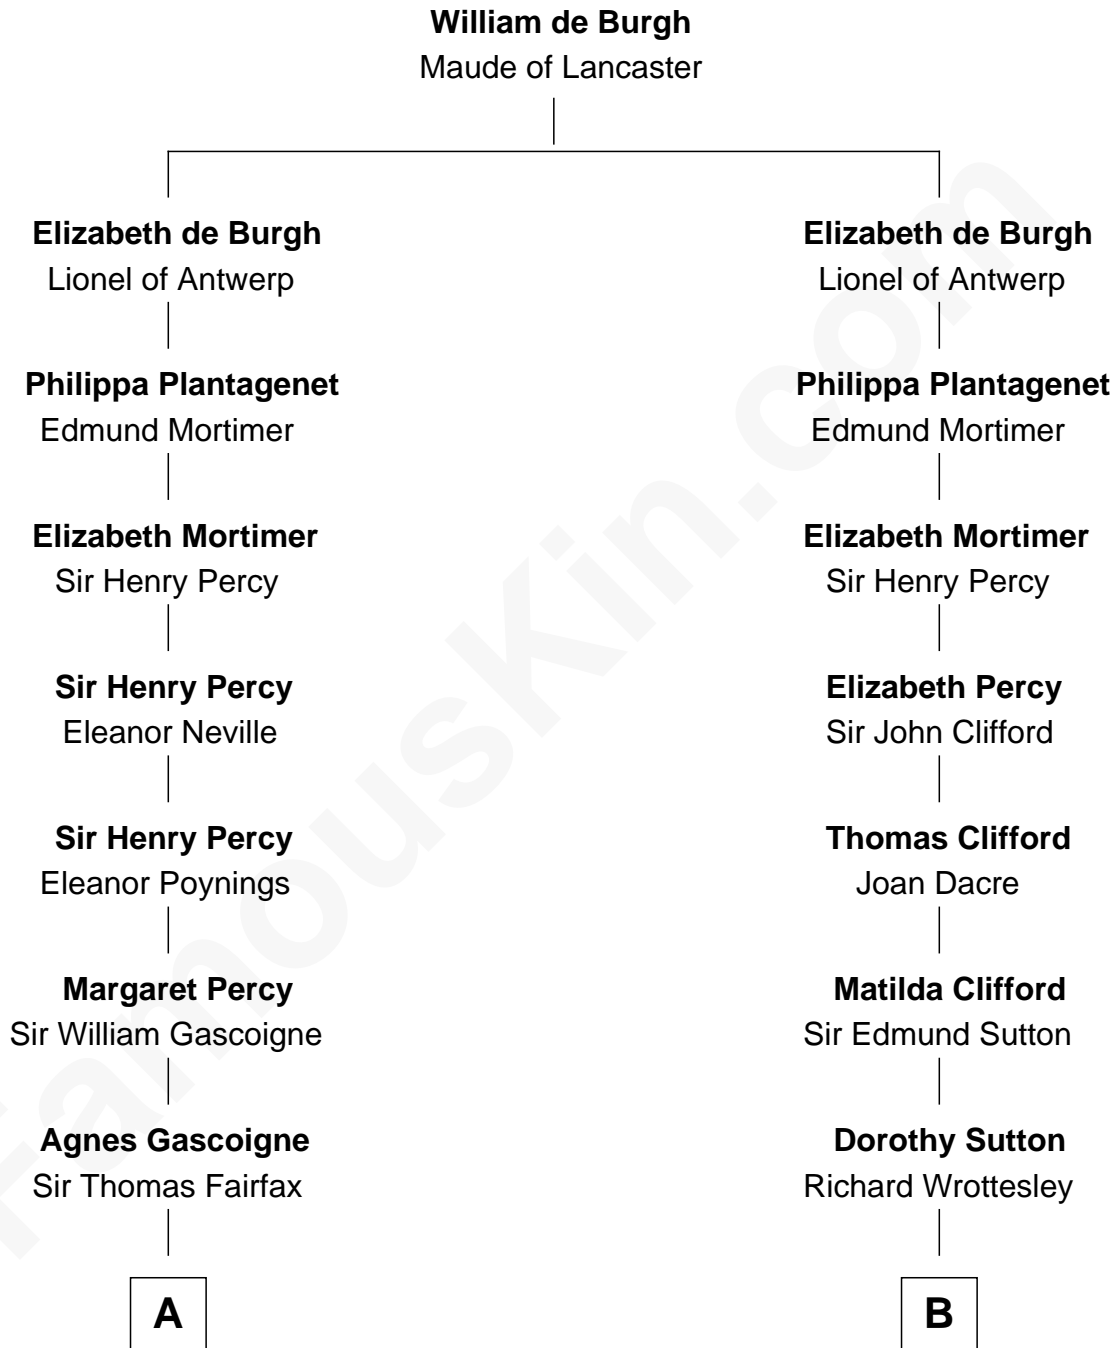 William de Burgh
Maude of Lancaster
Elizabeth de Burgh
Lionel of Antwerp
Philippa Plantagenet
Edmund Mortimer
Elizabeth Mortimer
Sir Henry Percy
Sir Henry Percy
Eleanor Neville
Sir Henry Percy
Eleanor Poynings
Margaret Percy
Sir William Gascoigne
Agnes Gascoigne
Sir Thomas Fairfax
A
Elizabeth de Burgh
Lionel of Antwerp
Philippa Plantagenet
Edmund Mortimer
Elizabeth Mortimer
Sir Henry Percy
Elizabeth Percy
Sir John Clifford
Thomas Clifford
Joan Dacre
Matilda Clifford
Sir Edmund Sutton
Dorothy Sutton
Richard Wrottesley
B
FamousKin.com